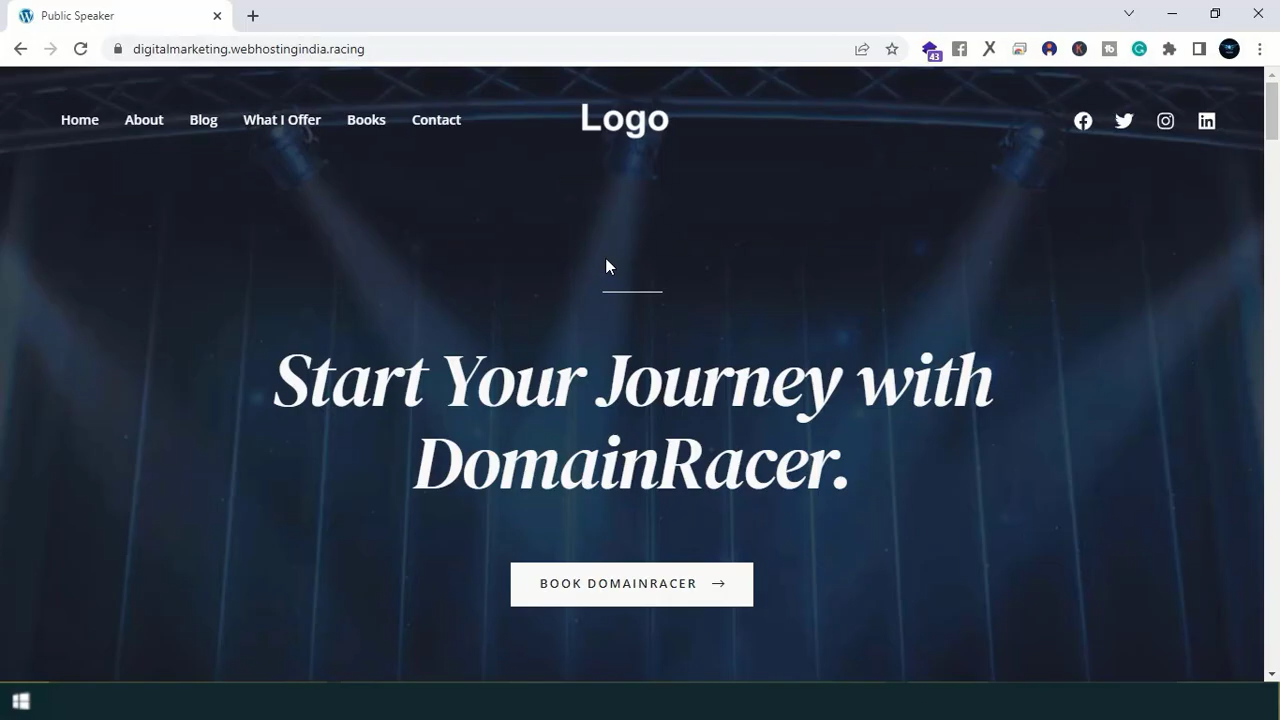 Public Speaker
digitalmarketing.webhostingindia.racing
43
Home About Blog What I Offer Books Contact
Logo
Start Your Journey with
DomainRacer.
BOOK DOMAINRACER →